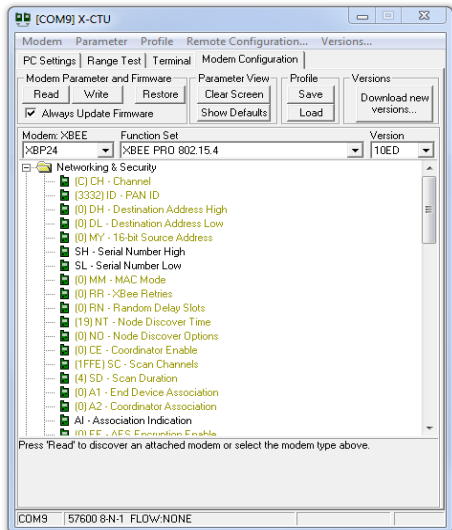 [COM9] X-CTU
Modem Parameter Profile Remote Configuration... Versions...
PC Settings Range Test Terminal Modem Configuration
Modem Parameter and Firmware Parameter View Profile Versions
Read Write Restore Clear Screen Save Download new versions...
Always Update Firmware Show Defaults Load
Modem: XBEE Function Set Version
XBP24 XBEE PRO 802.15.4 10ED
Networking & Security
(C) CH - Channel
(3332) ID - PAN ID
(0) DH - Destination Address High
(0) DL - Destination Address Low
(0) MY - 16-bit Source Address
SH - Serial Number High
SL - Serial Number Low
(0) MM - MAC Mode
(0) RR - XBee Retries
(0) RN - Random Delay Slots
(19) NT - Node Discover Time
(0) NO - Node Discover Options
(0) CE - Coordinator Enable
(1FFE) SC - Scan Channels
(4) SD - Scan Duration
(0) A1 - End Device Association
(0) A2 - Coordinator Association
AI - Association Indication
(0) EE - AES Encryption Enable
Press 'Read' to discover an attached modem or select the modem type above.
COM9 57600 8-N-1 FLOW:NONE